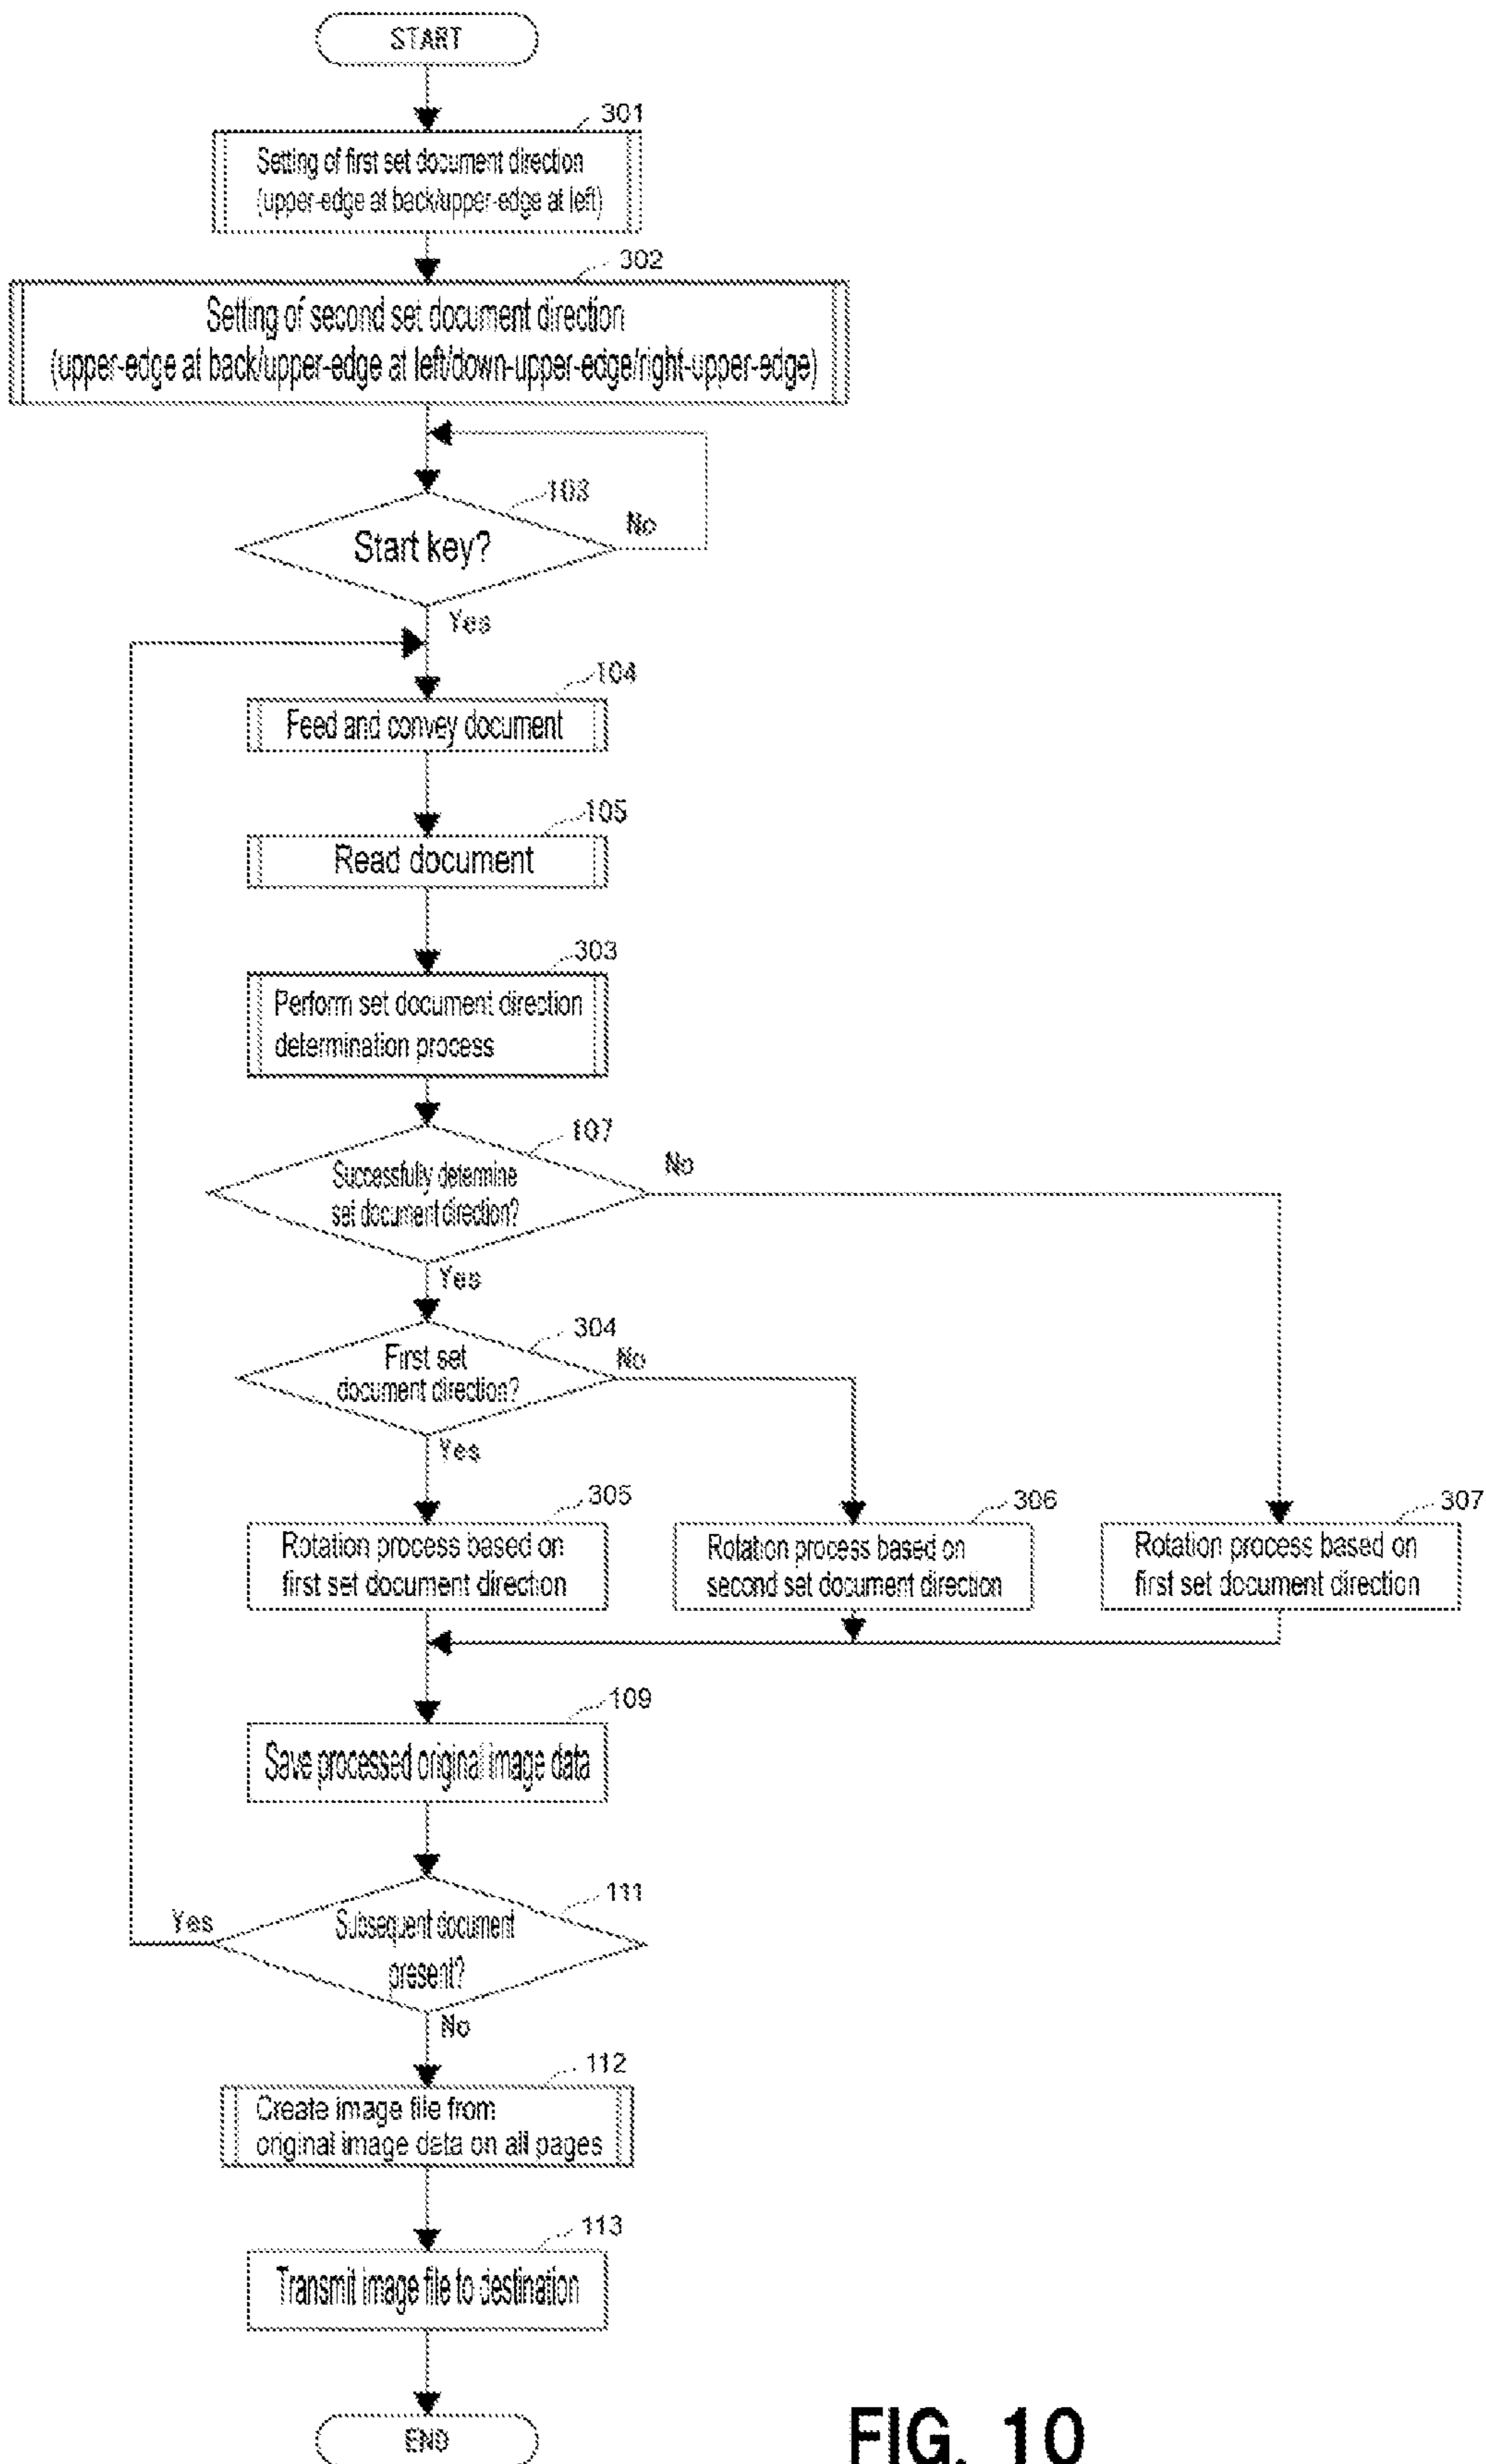 START
301
Setting of first set document direction
(upper-edge at back/upper-edge at left)
302
Setting of second set document direction
(upper-edge at back/upper-edge at left/down-upper-edge/right-upper-edge)
103
Start key?
No
Yes
104
Feed and convey document
105
Read document
303
Perform set document direction
determination process
107
Successfully determine
set document direction?
No
Yes
304
First set
document direction?
No
Yes
305
Rotation process based on
first set document direction
306
Rotation process based on
second set document direction
307
Rotation process based on
first set document direction
109
Save processed original image data
111
Subsequent document
present?
Yes
No
112
Create image file from
original image data on all pages
113
Transmit image file to destination
END
FIG. 10